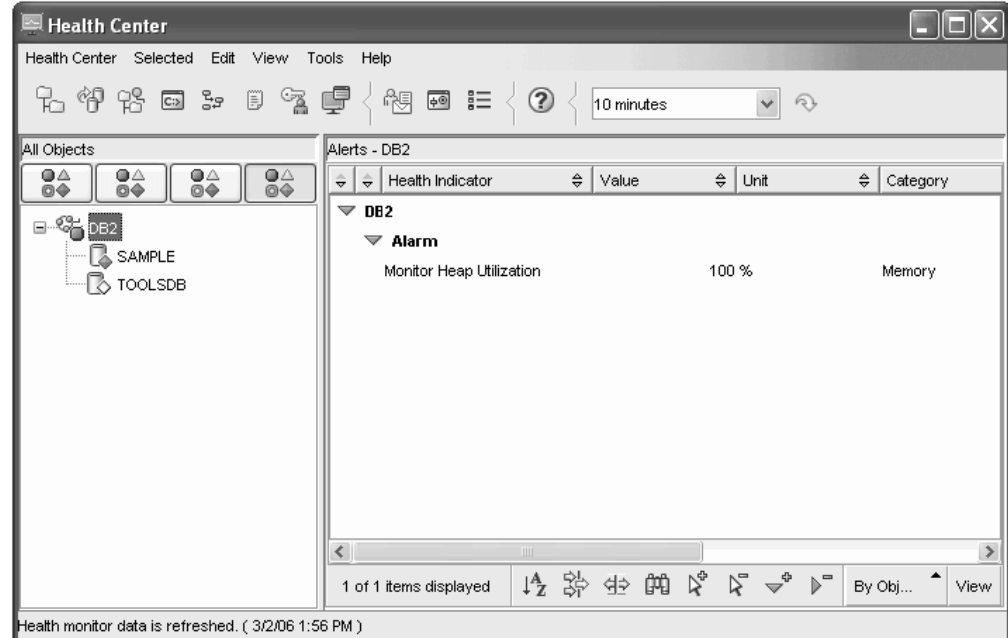 Health Center
Health Center Selected Edit View Tools Help
10 minutes
All Objects
Alerts - DB2
Health Indicator Value Unit Category
DB2
SAMPLE
TOOLSDB
DB2
Alarm
Monitor Heap Utilization 100 % Memory
1 of 1 items displayed By Obj... View
Health monitor data is refreshed. ( 3/2/06 1:56 PM )